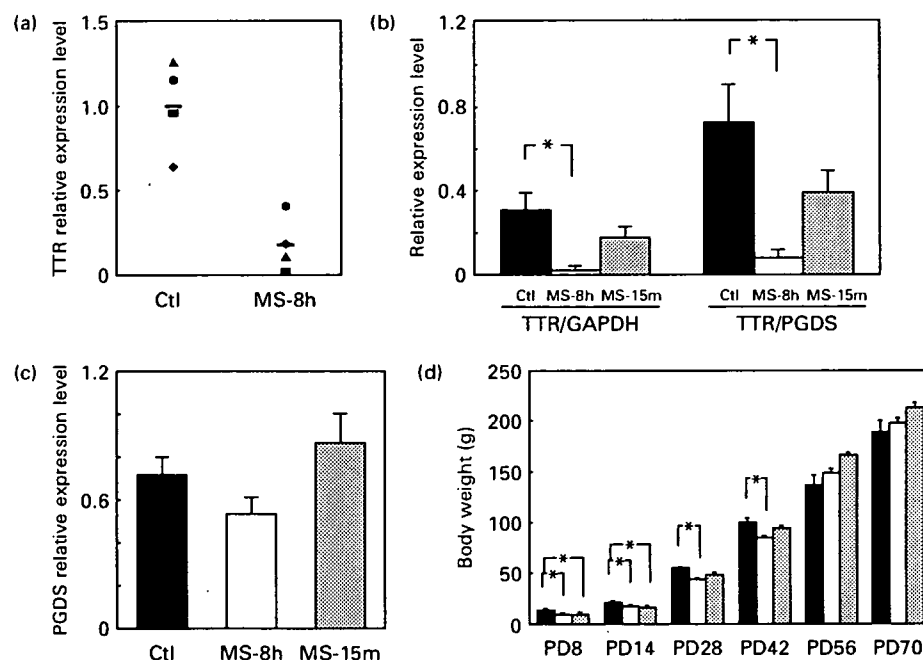 (a)
TTR relative expression level
1.5
1.0
0.5
0
Ctl MS-8h
(b)
Relative expression level
1.2
0.8
0.4
0
*
*
Ctl MS-8h MS-15m Ctl MS-8h MS-15m
TTR/GAPDH TTR/PGDS
(c)
PGDS relative expression level
1.2
0.6
0
Ctl MS-8h MS-15m
(d)
Body weight (g)
250
200
150
100
50
0
*
*
*
*
*
*
PD8 PD14 PD28 PD42 PD56 PD70